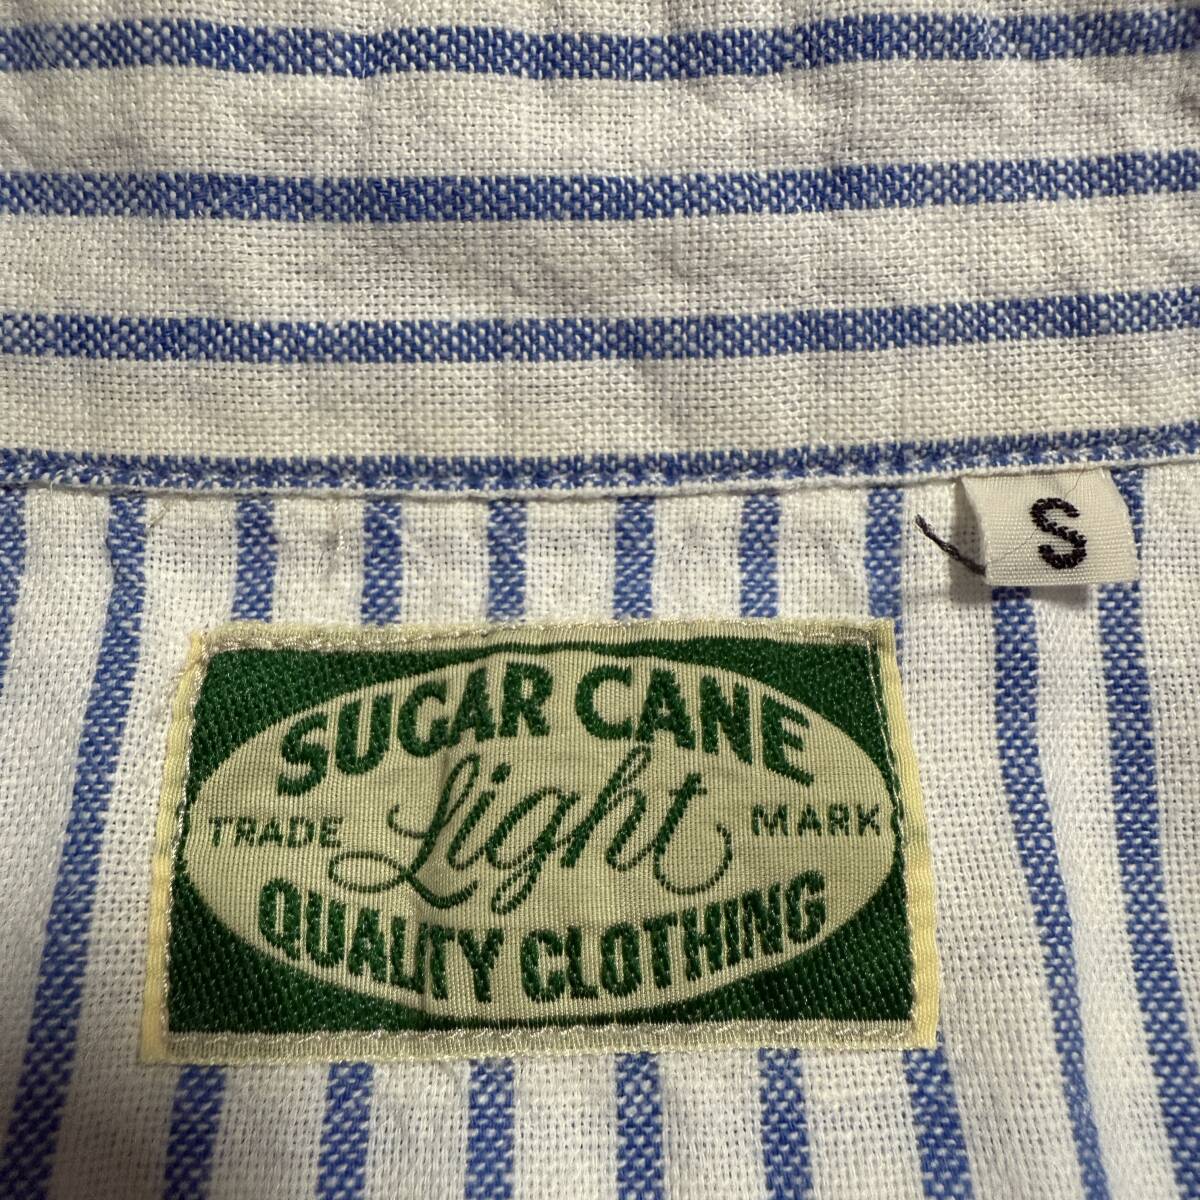 S
SUGAR CANE
Light
TRADE MARK
QUALITY CLOTHING